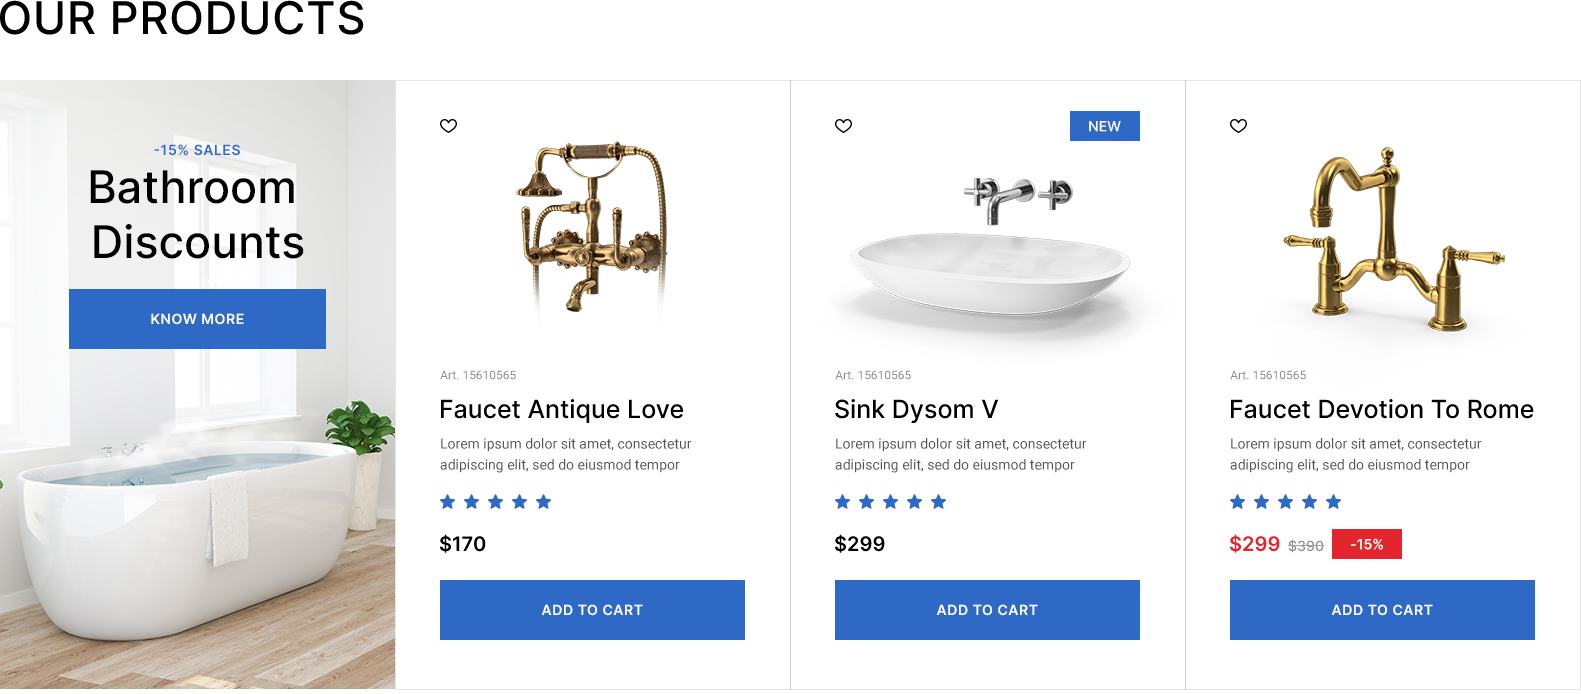 OUR PRODUCTS
-15% SALES
Bathroom
Discounts
KNOW MORE
Art. 15610565
Faucet Antique Love
Lorem ipsum dolor sit amet, consectetur
adipiscing elit, sed do eiusmod tempor
$170
ADD TO CART
NEW
Art. 15610565
Sink Dysom V
Lorem ipsum dolor sit amet, consectetur
adipiscing elit, sed do eiusmod tempor
$299
ADD TO CART
Art. 15610565
Faucet Devotion To Rome
Lorem ipsum dolor sit amet, consectetur
adipiscing elit, sed do eiusmod tempor
$299 $390 -15%
ADD TO CART